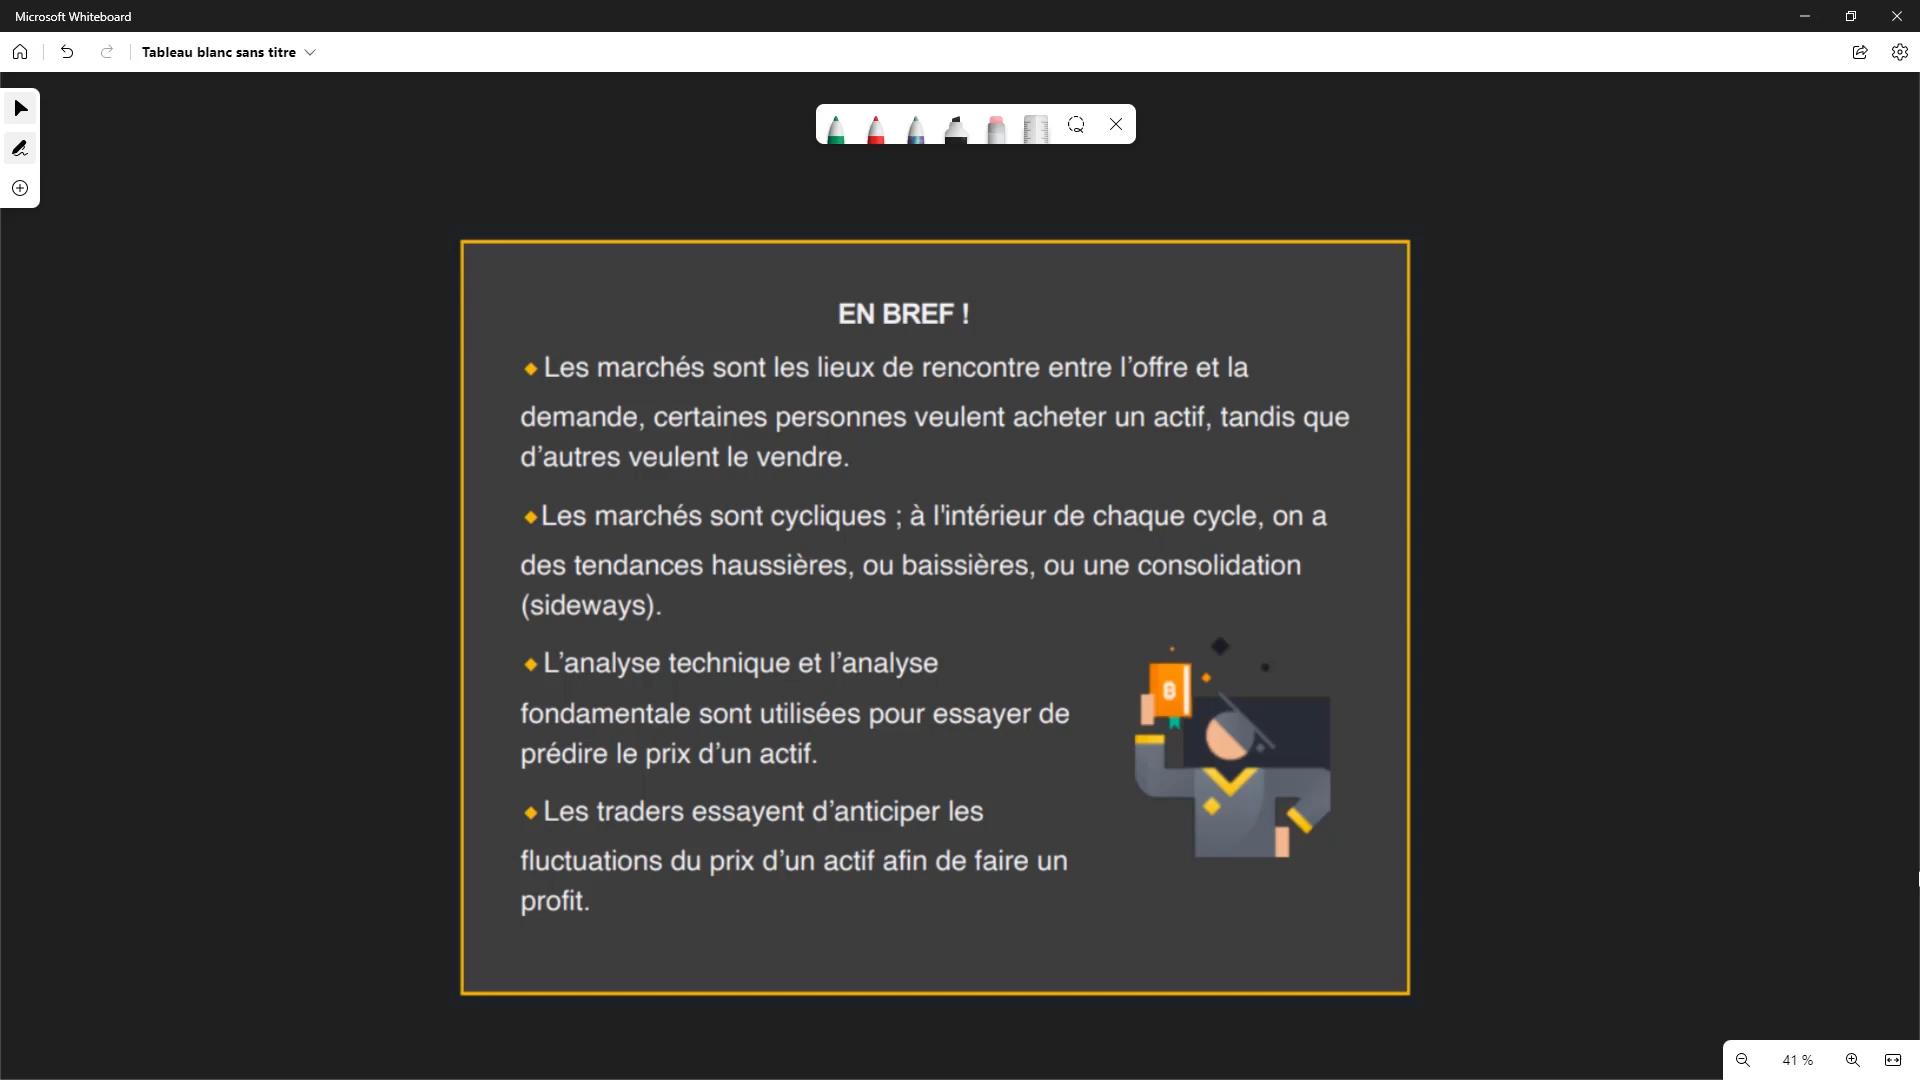 Microsoft Whiteboard
Tableau blanc sans titre
EN BREF !
Les marchés sont les lieux de rencontre entre l’offre et la
demande, certaines personnes veulent acheter un actif, tandis que
d’autres veulent le vendre.
Les marchés sont cycliques ; à l'intérieur de chaque cycle, on a
des tendances haussières, ou baissières, ou une consolidation
(sideways).
L’analyse technique et l’analyse
fondamentale sont utilisées pour essayer de
prédire le prix d’un actif.
Les traders essayent d’anticiper les
fluctuations du prix d’un actif afin de faire un
profit.
B
41 %